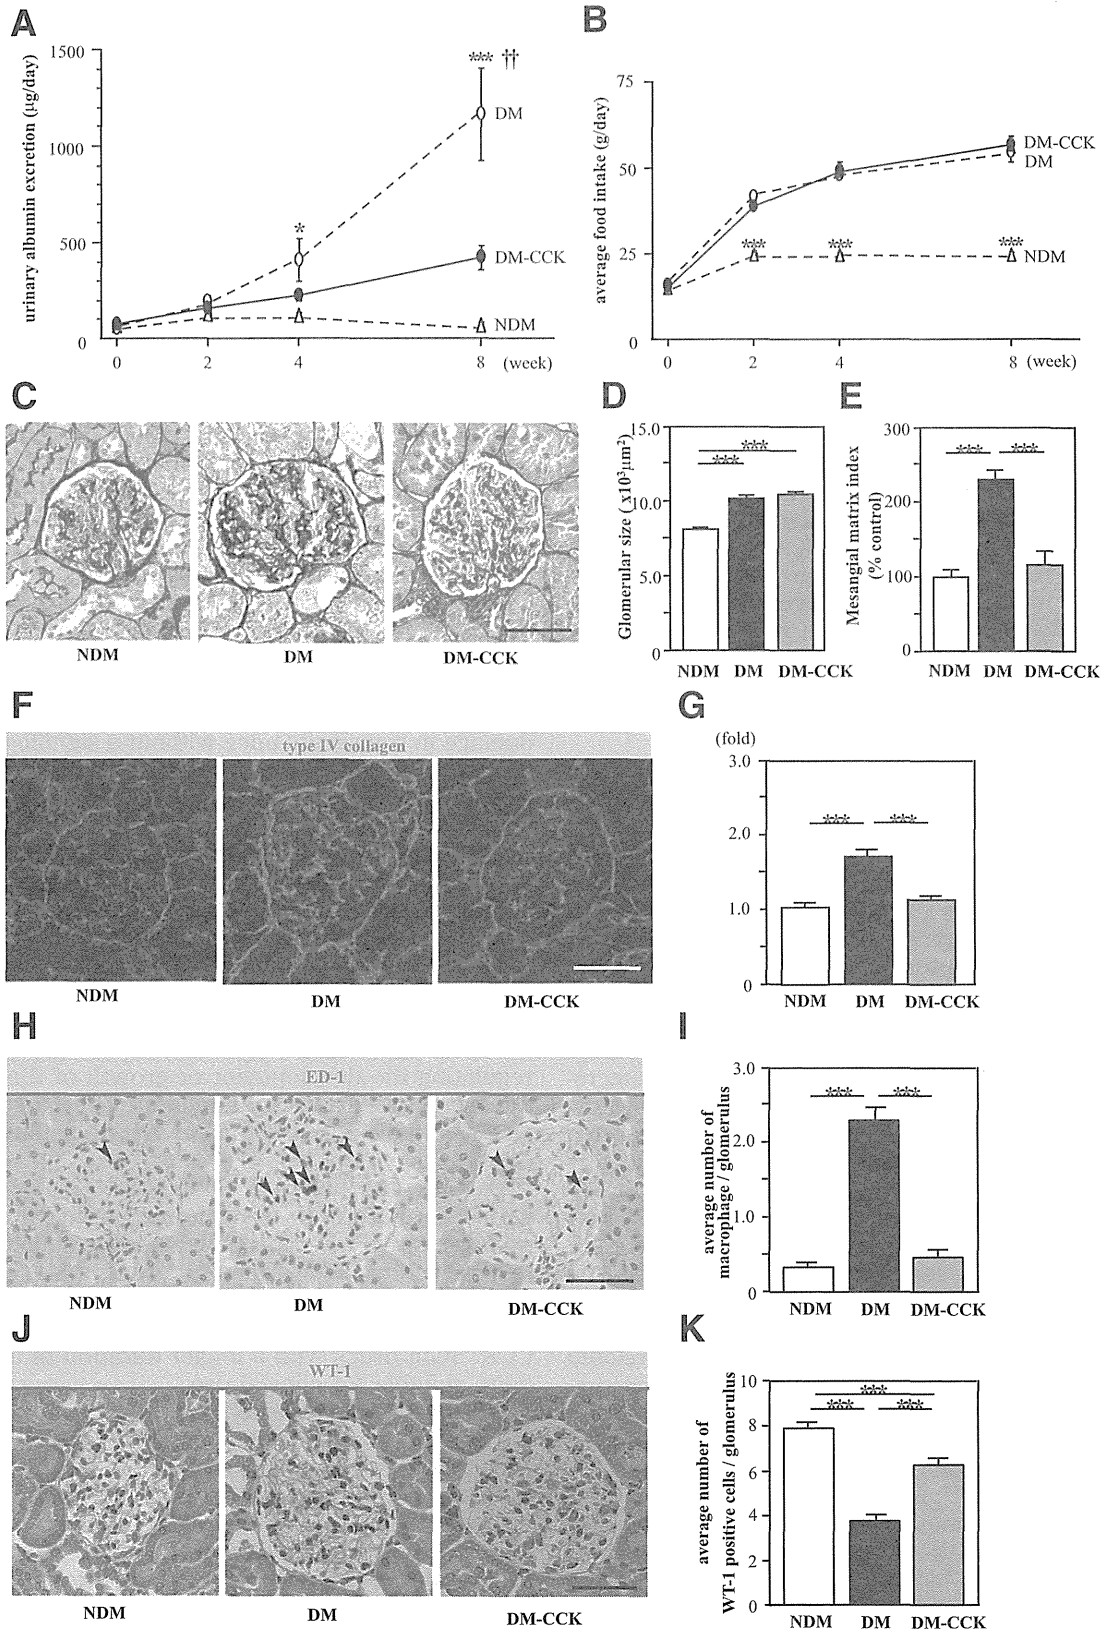 A
urinary albumin excretion (μg/day)
1500
1000
500
0
*
*** ††
DM
DM-CCK
NDM
0 2 4 8 (week)
B
average food intake (g/day)
75
50
25
0
*** *** ***
DM-CCK
DM
NDM
0 2 4 8 (week)
C
NDM DM DM-CCK
D
Glomerular size ( x10³μm²)
15.0
10.0
5.0
0
***
***
NDM DM DM-CCK
E
Mesangial matrix index
(% control)
300
200
100
0
*** ***
NDM DM DM-CCK
F
type IV collagen
NDM DM DM-CCK
G
(fold)
3.0
2.0
1.0
0
*** ***
NDM DM DM-CCK
H
ED-1
NDM DM DM-CCK
I
average number of
macrophage / glomerulus
3.0
2.0
1.0
0
*** ***
NDM DM DM-CCK
J
WT-1
NDM DM DM-CCK
K
average number of
WT-1 positive cells / glomerulus
10
8
6
4
2
0
***
*** ***
NDM DM DM-CCK